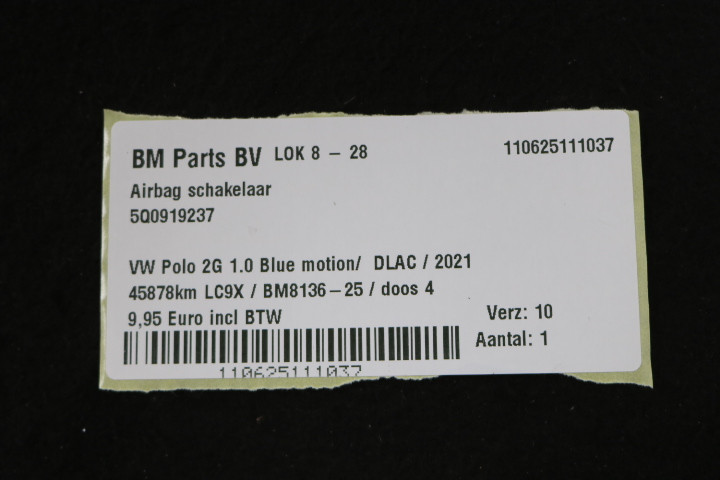 BM Parts BV LOK 8 - 28 110625111037
Airbag schakelaar
5Q0919237
VW Polo 2G 1.0 Blue motion/ DLAC / 2021
45878km LC9X / BM8136-25 / doos 4
9,95 Euro incl BTW Verz: 10
Aantal: 1
110625111037